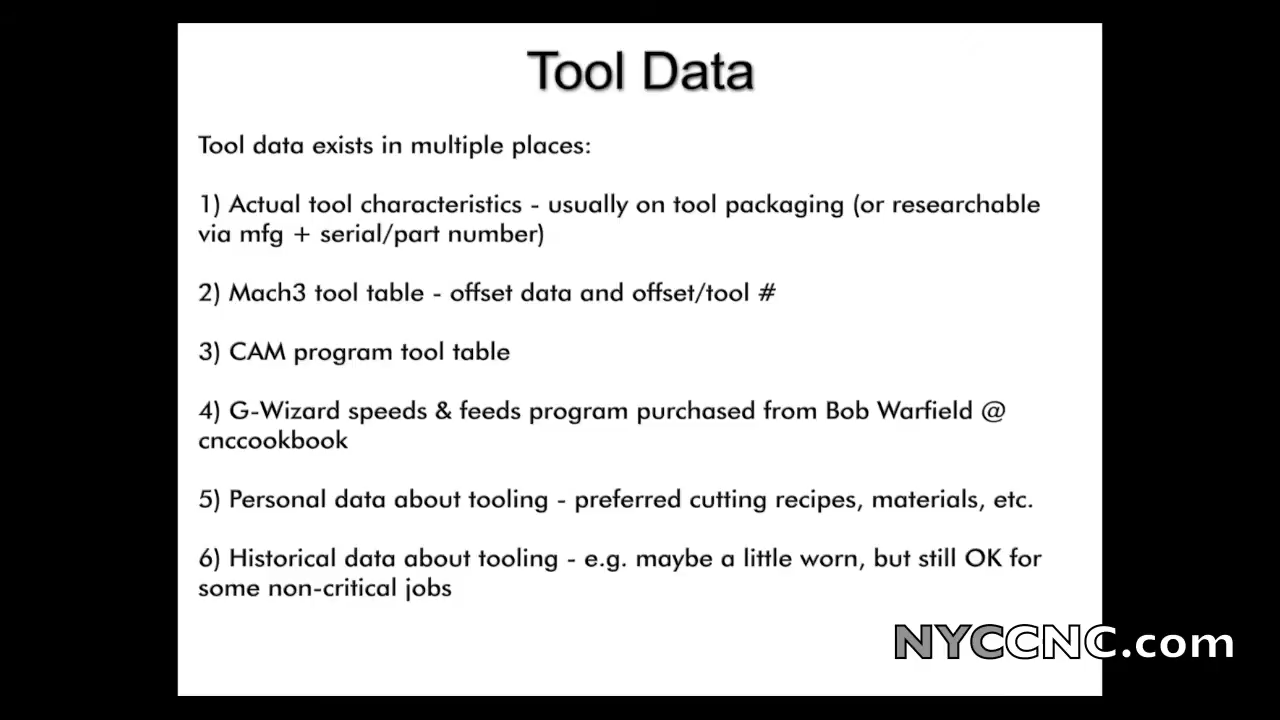 Tool Data
Tool data exists in multiple places:
1) Actual tool characteristics - usually on tool packaging (or researchable
via mfg + serial/part number)
2) Mach3 tool table - offset data and offset/tool #
3) CAM program tool table
4) G-Wizard speeds & feeds program purchased from Bob Warfield @
cnccookbook
5) Personal data about tooling - preferred cutting recipes, materials, etc.
6) Historical data about tooling - e.g. maybe a little worn, but still OK for
some non-critical jobs
NYCCNC.com